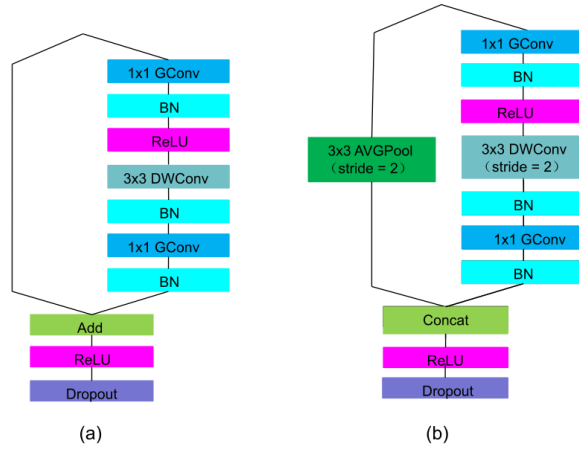 1x1 GConv
BN
ReLU
3x3 DWConv
BN
1x1 GConv
BN
Add
ReLU
Dropout
(a)
1x1 GConv
BN
ReLU
3x3 AVGPool
（stride = 2）
3x3 DWConv
（stride = 2）
BN
1x1 GConv
BN
Concat
ReLU
Dropout
(b)